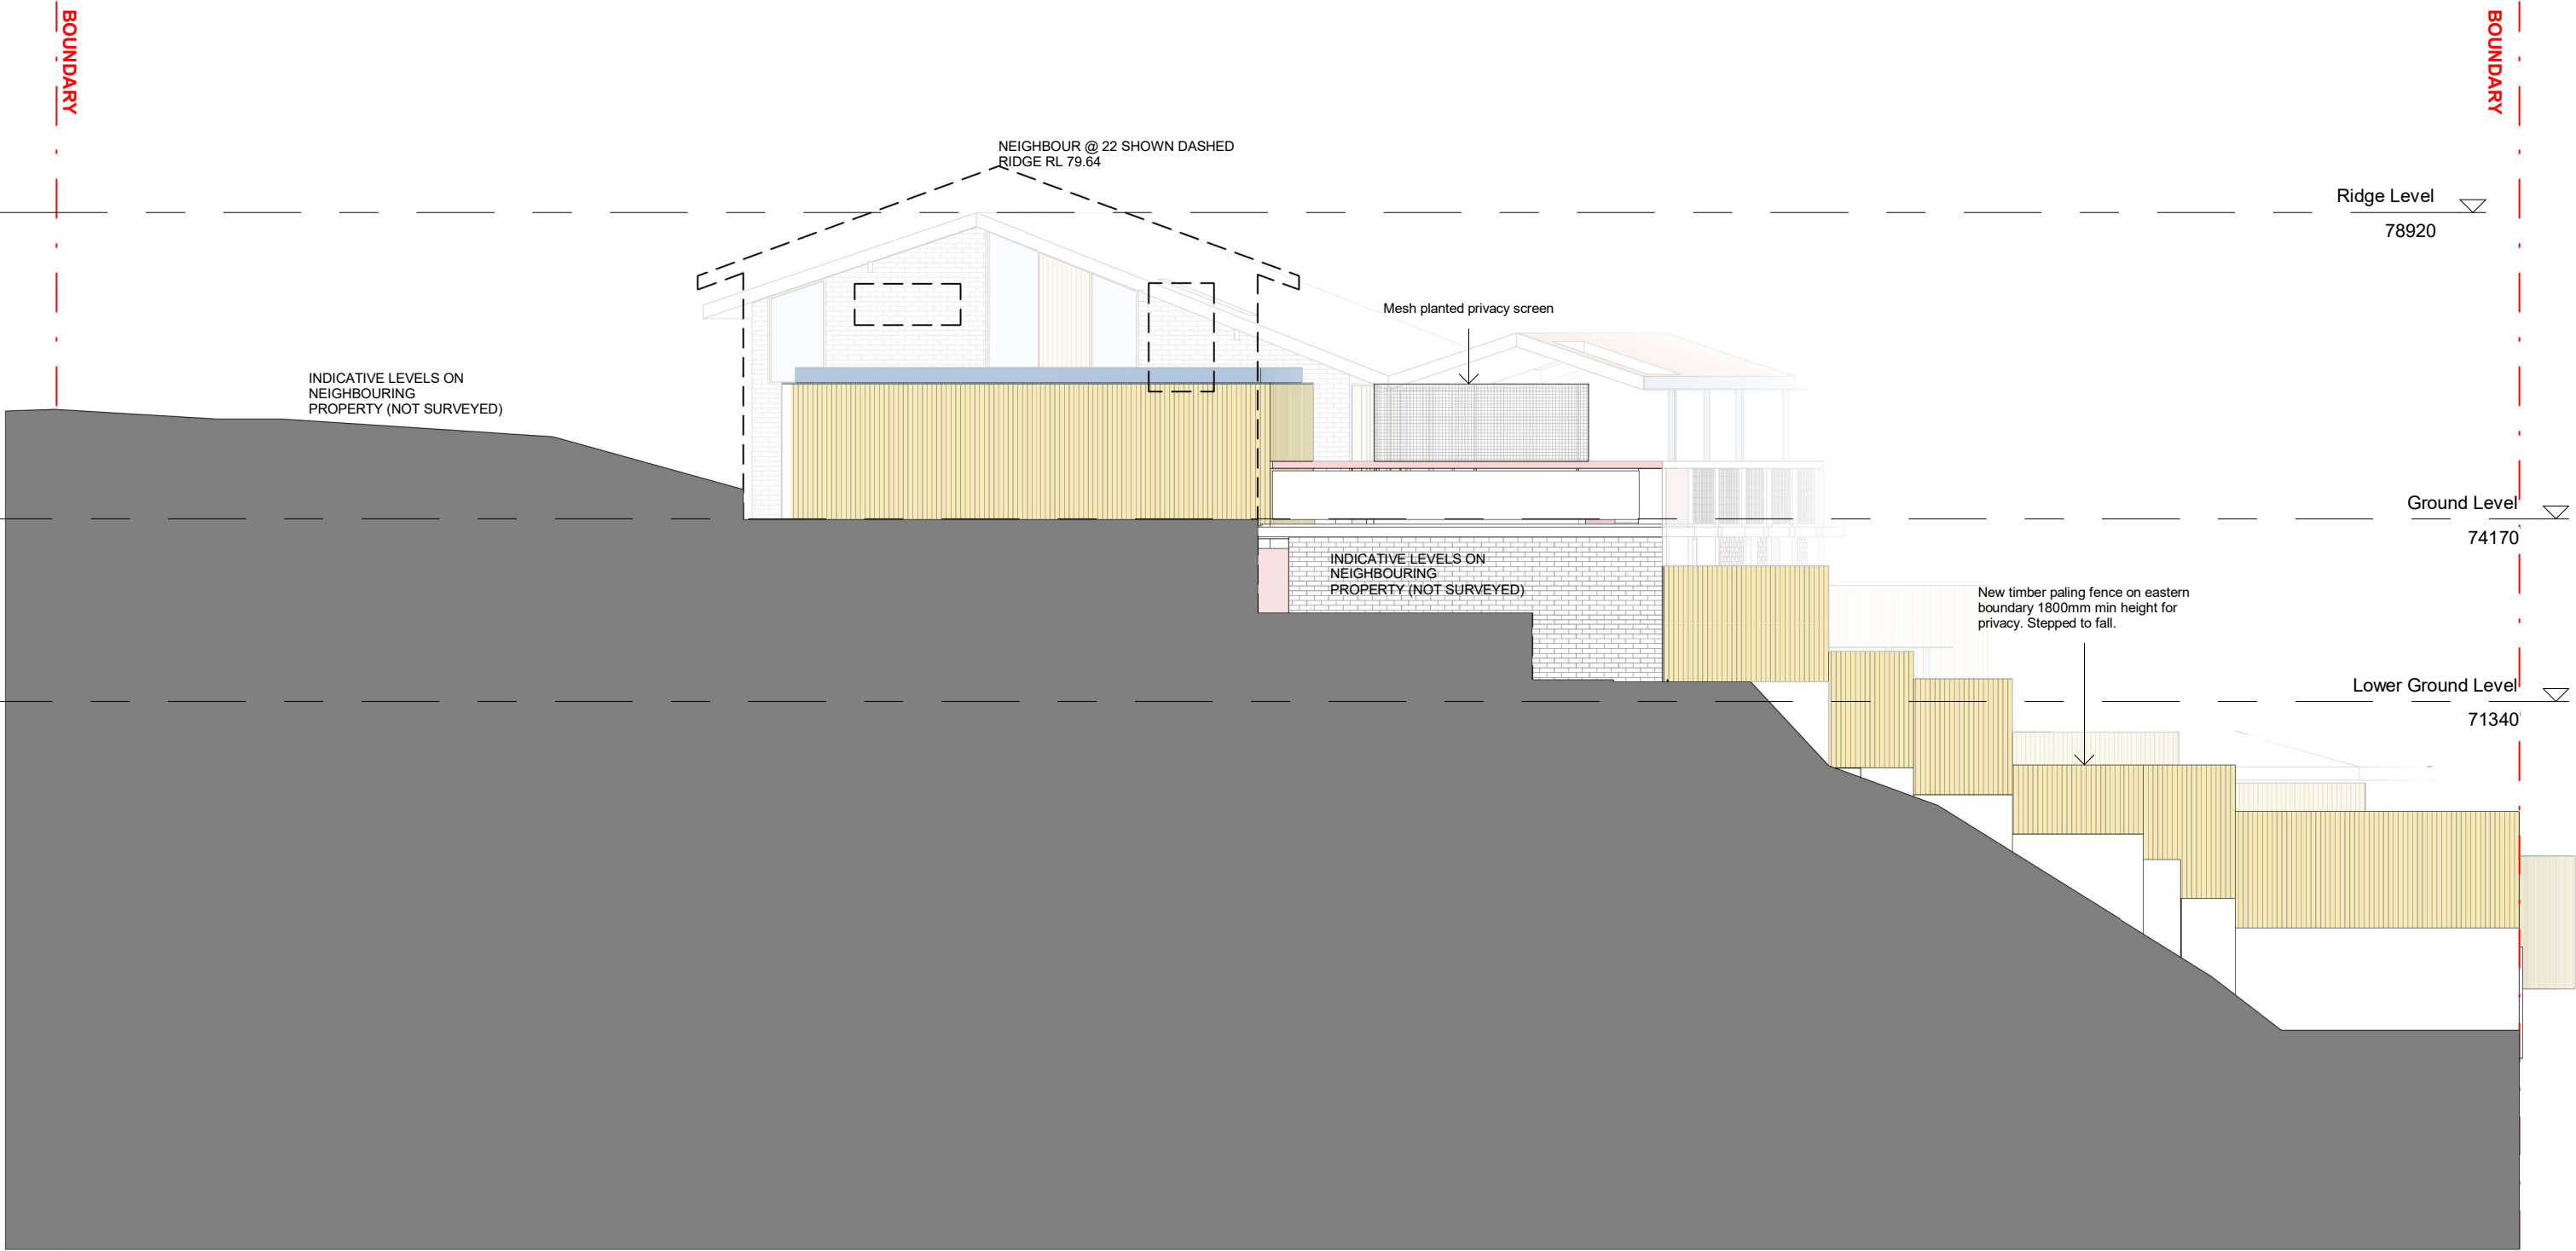 BOUNDARY
BOUNDARY
NEIGHBOUR @ 22 SHOWN DASHED
RIDGE RL 79.64
Ridge Level
78920
Mesh planted privacy screen
INDICATIVE LEVELS ON
NEIGHBOURING
PROPERTY (NOT SURVEYED)
Ground Level
74170
INDICATIVE LEVELS ON
NEIGHBOURING
PROPERTY (NOT SURVEYED)
New timber paling fence on eastern
boundary 1800mm min height for
privacy. Stepped to fall.
Lower Ground Level
71340